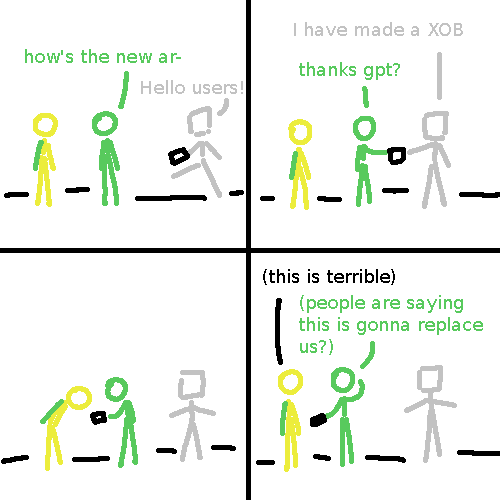 how's the new ar-
Hello users!
I have made a XOB
thanks gpt?
(this is terrible)
(people are saying
this is gonna replace
us?)